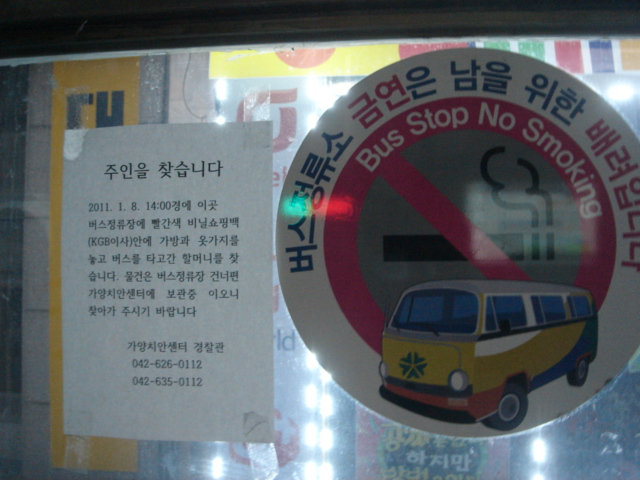 주인을 찾습니다
2011. 1. 8. 14:00경에 이곳
버스정류장에 빨간색 비닐쇼핑백
(KGB이사)안에 가방과 옷가지를
놓고 버스를 타고간 할머니를 찾
습니다. 물건은 버스정류장 건너편
가양치안센터에 보관중 이오니
찾아가 주시기 바랍니다
가양치안센터 경찰관
042-626-0112
042-635-0112
버스정류소 금연은 남을 위한 배려입니다
Bus Stop No Smoking
하지만